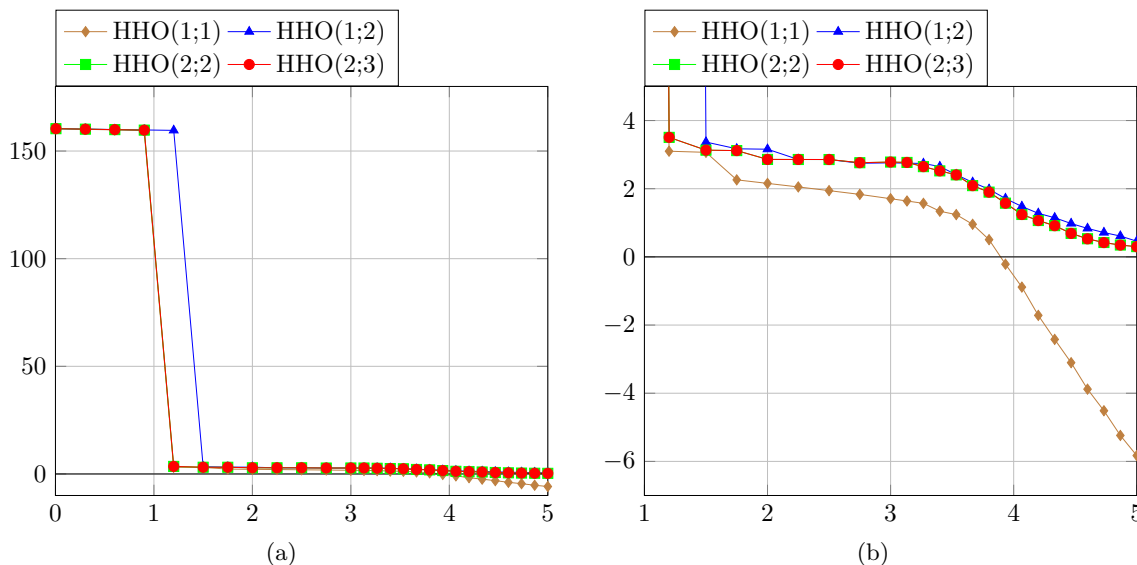 HHO(1;1) HHO(1;2)
HHO(2;2) HHO(2;3)
150
100
50
0
0 1 2 3 4 5
(a)
HHO(1;1) HHO(1;2)
HHO(2;2) HHO(2;3)
4
2
0
−2
−4
−6
1 2 3 4 5
(b)